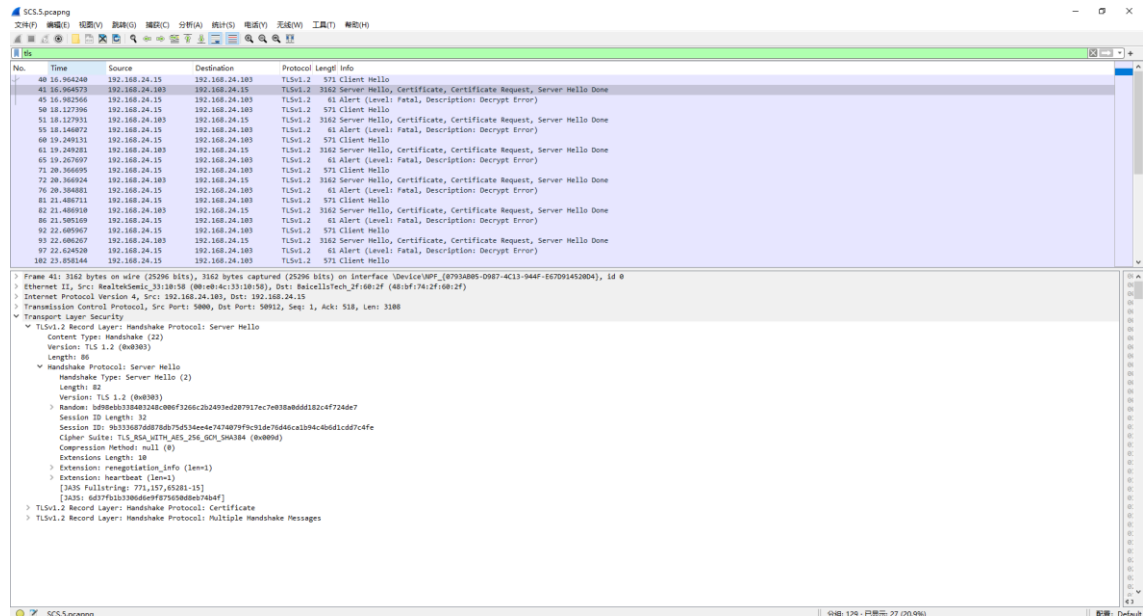 SCS.5.pcapng
文件(F) 编辑(E) 视图(V) 跳转(G) 捕获(C) 分析(A) 统计(S) 电话(Y) 无线(W) 工具(T) 帮助(H)
tls
No. Time Source Destination Protocol Lengtl Info
40 16.964240 192.168.24.15 192.168.24.103 TLSv1.2 571 Client Hello
41 16.964573 192.168.24.103 192.168.24.15 TLSv1.2 3162 Server Hello, Certificate, Certificate Request, Server Hello Done
45 16.982566 192.168.24.15 192.168.24.103 TLSv1.2 61 Alert (Level: Fatal, Description: Decrypt Error)
50 18.127396 192.168.24.15 192.168.24.103 TLSv1.2 571 Client Hello
51 18.127931 192.168.24.103 192.168.24.15 TLSv1.2 3162 Server Hello, Certificate, Certificate Request, Server Hello Done
55 18.146072 192.168.24.15 192.168.24.103 TLSv1.2 61 Alert (Level: Fatal, Description: Decrypt Error)
60 19.249131 192.168.24.15 192.168.24.103 TLSv1.2 571 Client Hello
61 19.249281 192.168.24.103 192.168.24.15 TLSv1.2 3162 Server Hello, Certificate, Certificate Request, Server Hello Done
65 19.267697 192.168.24.15 192.168.24.103 TLSv1.2 61 Alert (Level: Fatal, Description: Decrypt Error)
71 20.366695 192.168.24.15 192.168.24.103 TLSv1.2 571 Client Hello
72 20.366924 192.168.24.103 192.168.24.15 TLSv1.2 3162 Server Hello, Certificate, Certificate Request, Server Hello Done
76 20.384881 192.168.24.15 192.168.24.103 TLSv1.2 61 Alert (Level: Fatal, Description: Decrypt Error)
81 21.486711 192.168.24.15 192.168.24.103 TLSv1.2 571 Client Hello
82 21.486910 192.168.24.103 192.168.24.15 TLSv1.2 3162 Server Hello, Certificate, Certificate Request, Server Hello Done
86 21.505169 192.168.24.15 192.168.24.103 TLSv1.2 61 Alert (Level: Fatal, Description: Decrypt Error)
92 22.605967 192.168.24.15 192.168.24.103 TLSv1.2 571 Client Hello
93 22.606267 192.168.24.103 192.168.24.15 TLSv1.2 3162 Server Hello, Certificate, Certificate Request, Server Hello Done
97 22.624520 192.168.24.15 192.168.24.103 TLSv1.2 61 Alert (Level: Fatal, Description: Decrypt Error)
102 23.858144 192.168.24.15 192.168.24.103 TLSv1.2 571 Client Hello
Frame 41: 3162 bytes on wire (25296 bits), 3162 bytes captured (25296 bits) on interface \Device\NPF_{0793AB05-D987-4C13-944F-E67D914520D4}, id 0
Ethernet II, Src: RealtekSemic_33:10:58 (00:e0:4c:33:10:58), Dst: BaicellsTech_2f:60:2f (48:bf:74:2f:60:2f)
Internet Protocol Version 4, Src: 192.168.24.103, Dst: 192.168.24.15
Transmission Control Protocol, Src Port: 5000, Dst Port: 50912, Seq: 1, Ack: 518, Len: 3108
Transport Layer Security
TLSv1.2 Record Layer: Handshake Protocol: Server Hello
Content Type: Handshake (22)
Version: TLS 1.2 (0x0303)
Length: 86
Handshake Protocol: Server Hello
Handshake Type: Server Hello (2)
Length: 82
Version: TLS 1.2 (0x0303)
Random: bd98ebb338403248c006f3266c2b2493ed207917ec7e038a0ddd182c4f724de7
Session ID Length: 32
Session ID: 9b333687dd878db75d534ee4e7474079f9c91de76d46ca1b94c4b6d1cdd7c4fe
Cipher Suite: TLS_RSA_WITH_AES_256_GCM_SHA384 (0x009d)
Compression Method: null (0)
Extensions Length: 10
Extension: renegotiation_info (len=1)
Extension: heartbeat (len=1)
[JA3S Fullstring: 771,157,65281-15]
[JA3S: 6d37fb1b3306d6e9f875650d8eb74b4f]
TLSv1.2 Record Layer: Handshake Protocol: Certificate
TLSv1.2 Record Layer: Handshake Protocol: Multiple Handshake Messages
SCS.5.pcapng 分组: 129 · 已显示: 27 (20.9%) 配置: Default